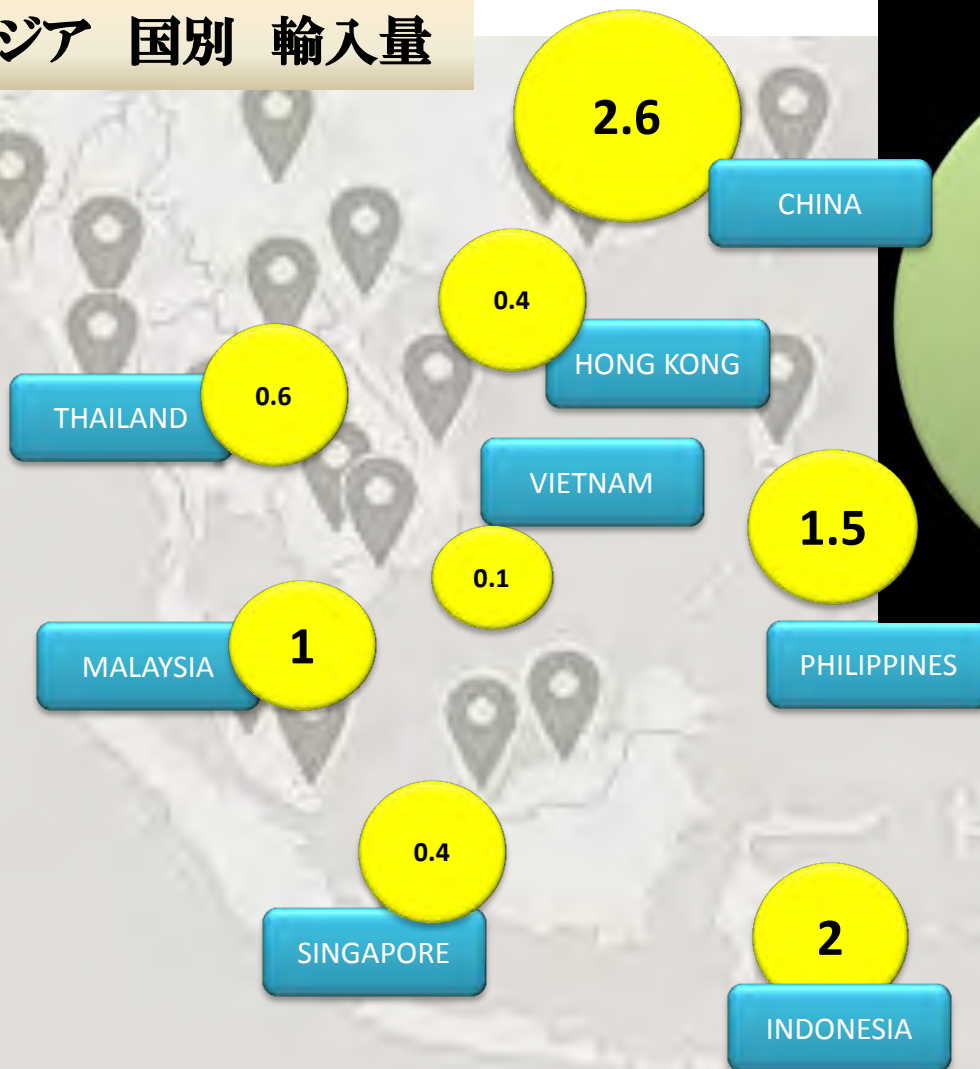 ジア 国別 輸入量
2.6
CHINA
0.4
HONG KONG
0.6
THAILAND
VIETNAM
1.5
0.1
1
MALAYSIA
PHILIPPINES
0.4
SINGAPORE
2
INDONESIA